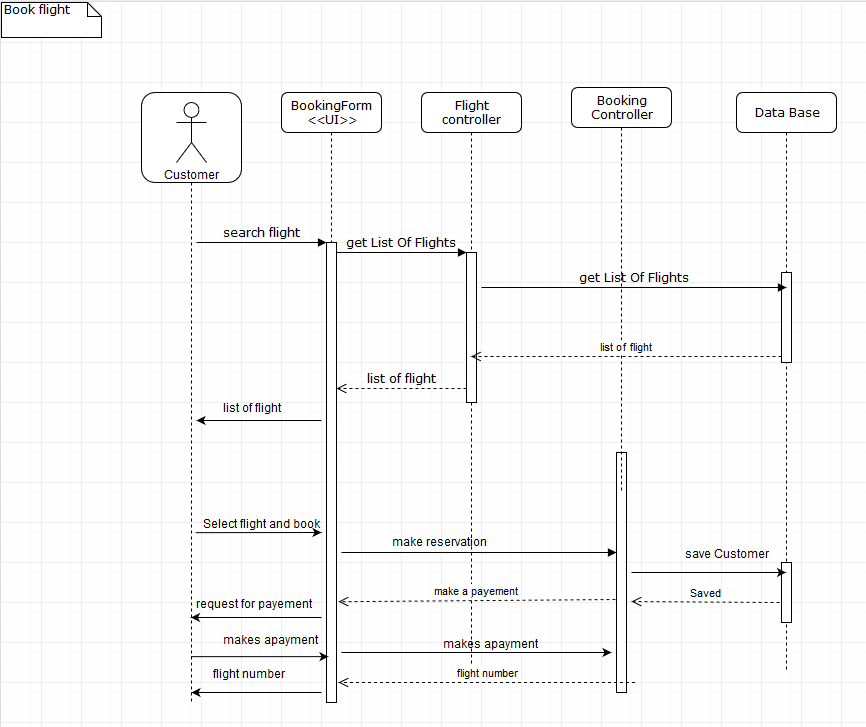 Book flight
BookingForm
<<UI>>
Flight
controller
Booking
Controller
Data Base
Customer
search flight
get List Of Flights
get List Of Flights
list of flight
list of flight
list of flight
Select flight and book
make reservation
save Customer
make a payement
Saved
request for payement
makes apayment
makes apayment
flight number
flight number